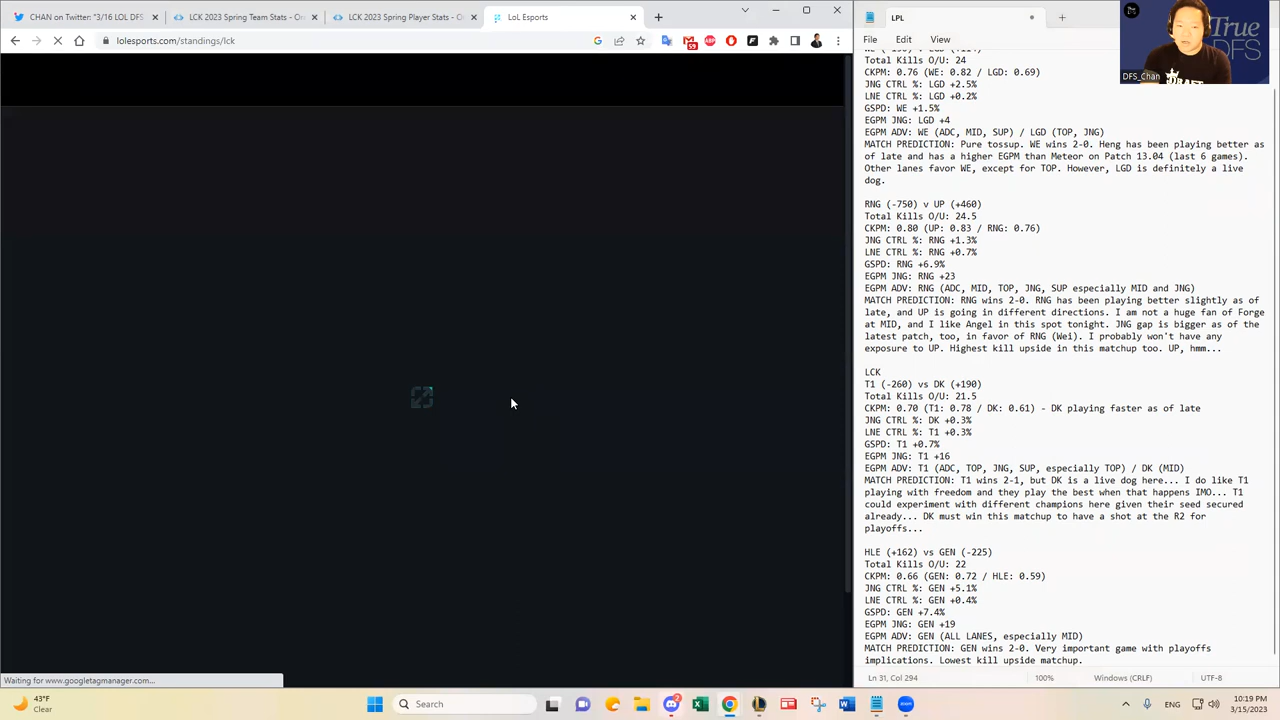 CHAN on Twitter: "3/16 LOL DFS
LCK 2023 Spring Team Stats - Or
LCK 2023 Spring Player Stats - O
LoL Esports
lolesports.com/standings/lck
59
Waiting for www.googletagmanager.com...
LPL
File Edit View
True
DFS
DFS_Chan
Total Kills O/U: 24
CKPM: 0.76 (WE: 0.82 / LGD: 0.69)
JNG CTRL %: LGD +2.5%
LNE CTRL %: LGD +0.2%
GSPD: WE +1.5%
EGPM JNG: LGD +4
EGPM ADV: WE (ADC, MID, SUP) / LGD (TOP, JNG)
MATCH PREDICTION: Pure tossup. WE wins 2-0. Heng has been playing better as
of late and has a higher EGPM than Meteor on Patch 13.04 (last 6 games).
Other lanes favor WE, except for TOP. However, LGD is definitely a live
dog.
RNG (-750) v UP (+460)
Total Kills O/U: 24.5
CKPM: 0.80 (UP: 0.83 / RNG: 0.76)
JNG CTRL %: RNG +1.3%
LNE CTRL %: RNG +0.7%
GSPD: RNG +6.9%
EGPM JNG: RNG +23
EGPM ADV: RNG (ADC, MID, TOP, JNG, SUP especially MID and JNG)
MATCH PREDICTION: RNG wins 2-0. RNG has been playing better slightly as of
late, and UP is going in different directions. I am not a huge fan of Forge
at MID, and I like Angel in this spot tonight. JNG gap is bigger as of the
latest patch, too, in favor of RNG (Wei). I probably won't have any
exposure to UP. Highest kill upside in this matchup too. UP, hmm...
LCK
T1 (-260) vs DK (+190)
Total Kills O/U: 21.5
CKPM: 0.70 (T1: 0.78 / DK: 0.61) - DK playing faster as of late
JNG CTRL %: DK +0.3%
LNE CTRL %: T1 +0.3%
GSPD: T1 +0.7%
EGPM JNG: T1 +16
EGPM ADV: T1 (ADC, TOP, JNG, SUP, especially TOP) / DK (MID)
MATCH PREDICTION: T1 wins 2-1, but DK is a live dog here... I do like T1
playing with freedom and they play the best when that happens IMO... T1
could experiment with different champions here given their seed secured
already... DK must win this matchup to have a shot at the R2 for
playoffs...
HLE (+162) vs GEN (-225)
Total Kills O/U: 22
CKPM: 0.66 (GEN: 0.72 / HLE: 0.59)
JNG CTRL %: GEN +5.1%
LNE CTRL %: GEN +0.4%
GSPD: GEN +7.4%
EGPM JNG: GEN +19
EGPM ADV: GEN (ALL LANES, especially MID)
MATCH PREDICTION: GEN wins 2-0. Very important game with playoffs
implications. Lowest kill upside matchup.
Ln 31, Col 294 100% Windows (CRLF) UTF-8
43°F
Clear
Search
ENG
10:19 PM
3/15/2023